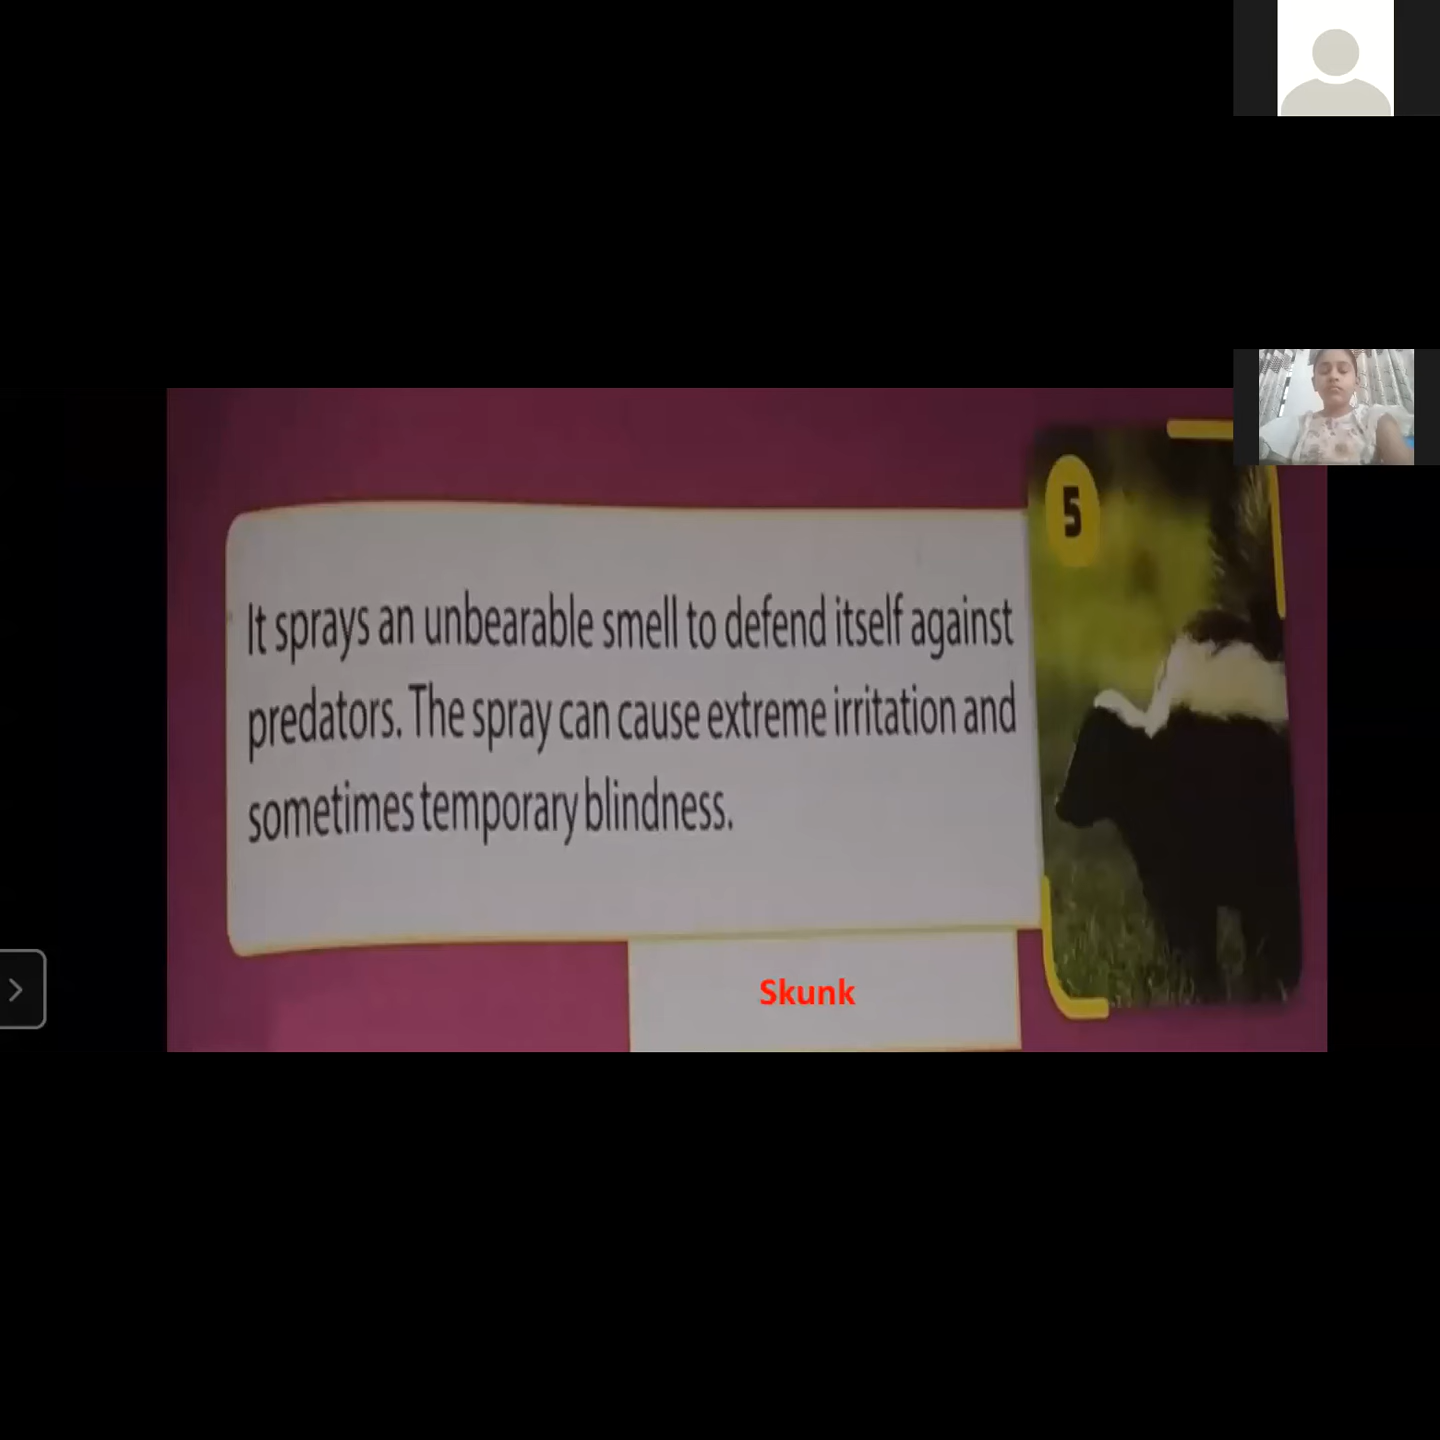 5
It sprays an unbearable smell to defend itself against
predators. The spray can cause extreme irritation and
sometimes temporary blindness.
Skunk